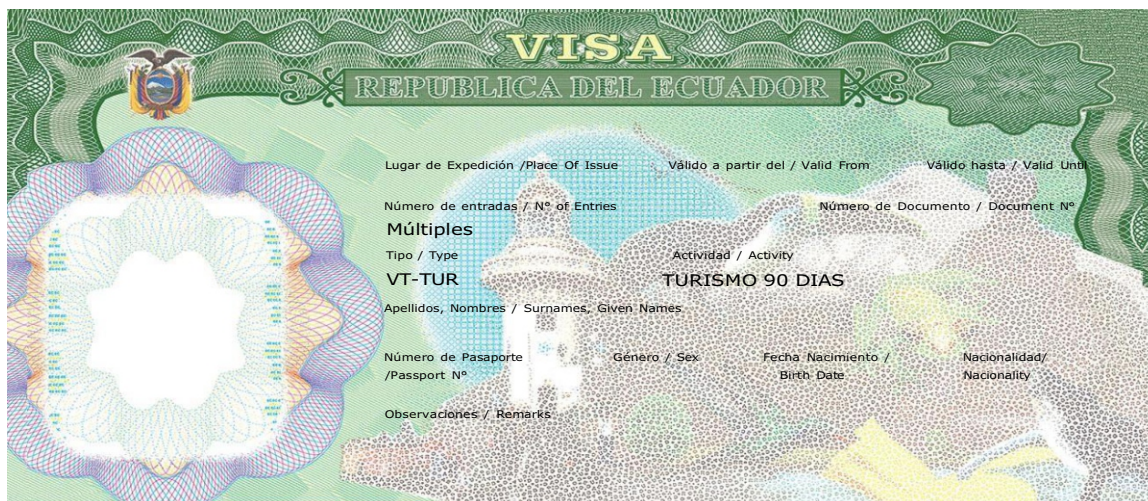 VISA
REPUBLICA DEL ECUADOR
Lugar de Expedición /Place Of Issue Válido a partir del / Valid From Válido hasta / Valid Until
Número de entradas / Nº of Entries Número de Documento / Document Nº
Múltiples
Tipo / Type Actividad / Activity
VT-TUR TURISMO 90 DIAS
Apellidos, Nombres / Surnames, Given Names
Número de Pasaporte Género / Sex Fecha Nacimiento / Nacionalidad/
/Passport Nº Birth Date Nacionality
Observaciones / Remarks